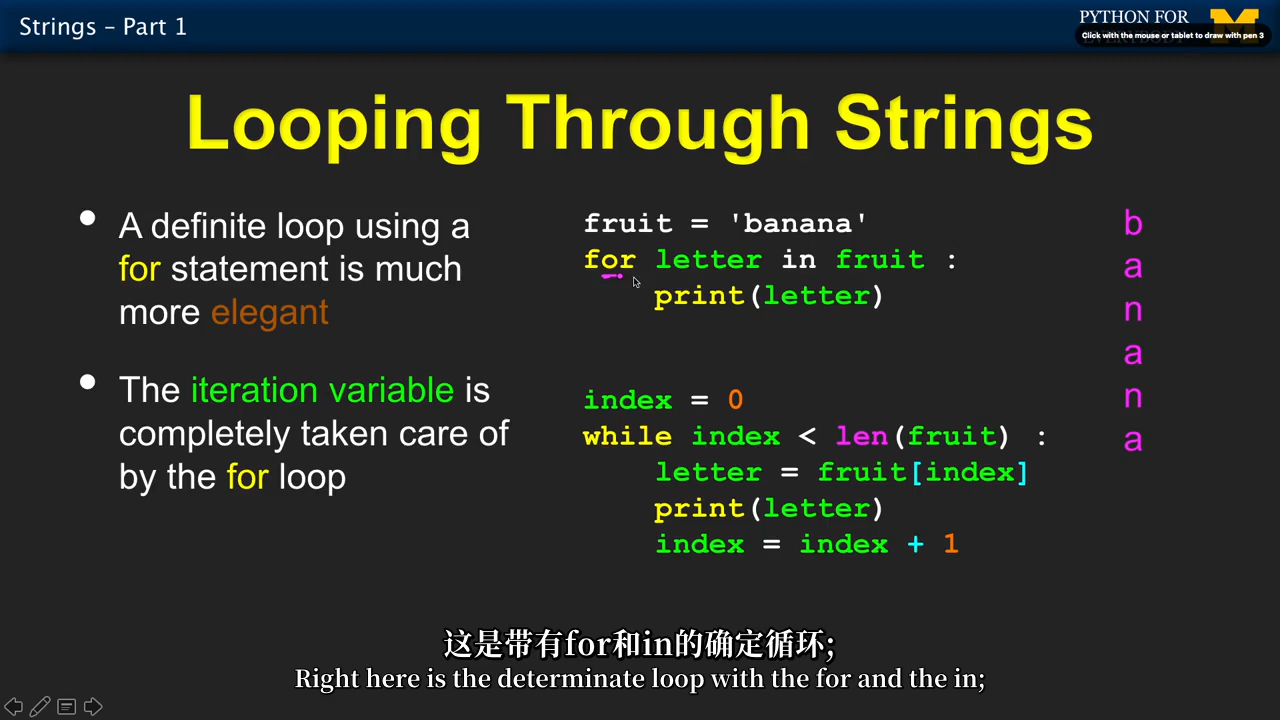 Strings – Part 1
PYTHON FOR
Click with the mouse or tablet to draw with pen 3
Looping Through Strings
• A definite loop using a
for statement is much
more elegant
• The iteration variable is
completely taken care of
by the for loop
fruit = 'banana'
for letter in fruit :
    print(letter)
index = 0
while index < len(fruit) :
    letter = fruit[index]
    print(letter)
    index = index + 1
b
a
n
a
n
a
这是带有for和in的确定循环;
Right here is the determinate loop with the for and the in;